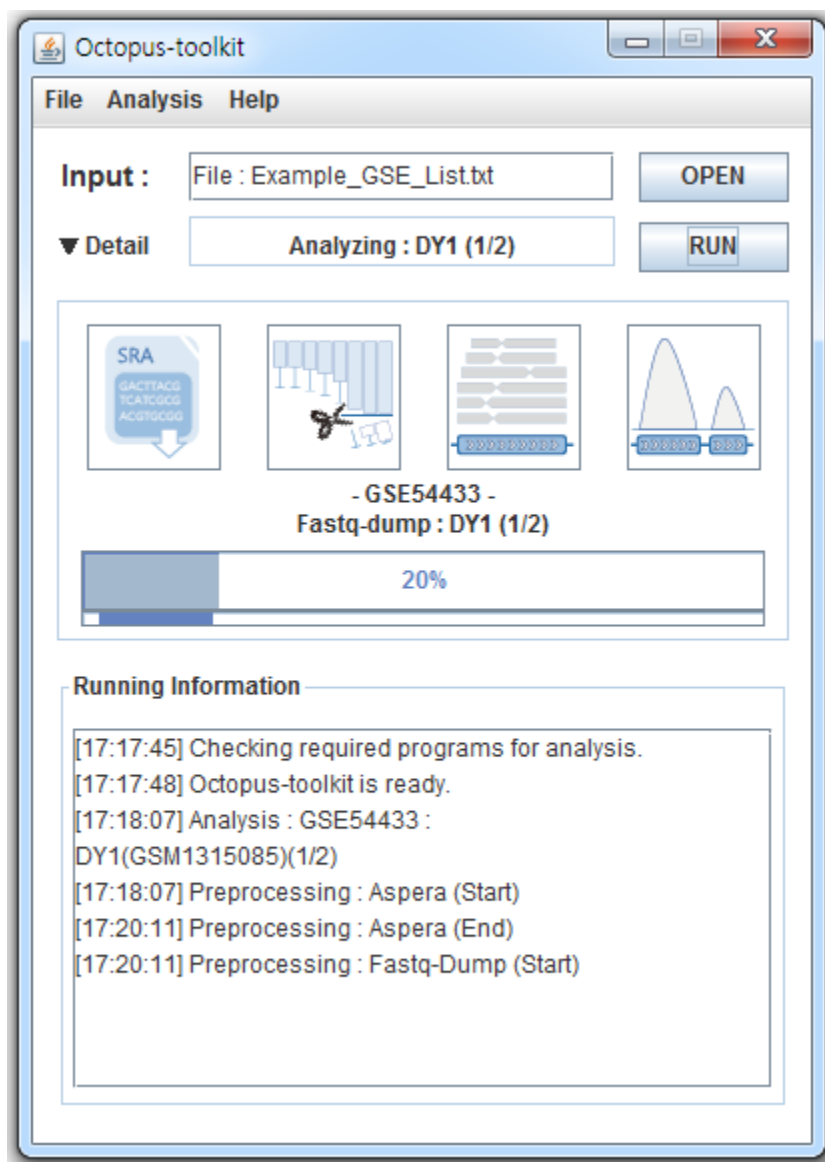 Octopus-toolkit
File Analysis Help
Input : File : Example_GSE_List.txt OPEN
▼ Detail Analyzing : DY1 (1/2) RUN
SRA
GACTTACG
TCATCGCG
ACGTGCGG
- GSE54433 -
Fastq-dump : DY1 (1/2)
20%
Running Information
[17:17:45] Checking required programs for analysis.
[17:17:48] Octopus-toolkit is ready.
[17:18:07] Analysis : GSE54433 :
DY1(GSM1315085)(1/2)
[17:18:07] Preprocessing : Aspera (Start)
[17:20:11] Preprocessing : Aspera (End)
[17:20:11] Preprocessing : Fastq-Dump (Start)